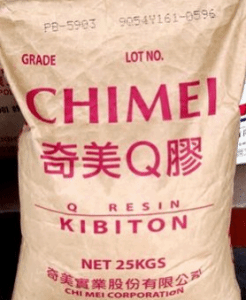 PB-5903 9054V161-0596
GRADE LOT NO.
CHIMEI
奇美Q膠
Q RESIN
KIBITON
NET 25KGS
奇美實業股份有限公司
CHI MEI CORPORATION